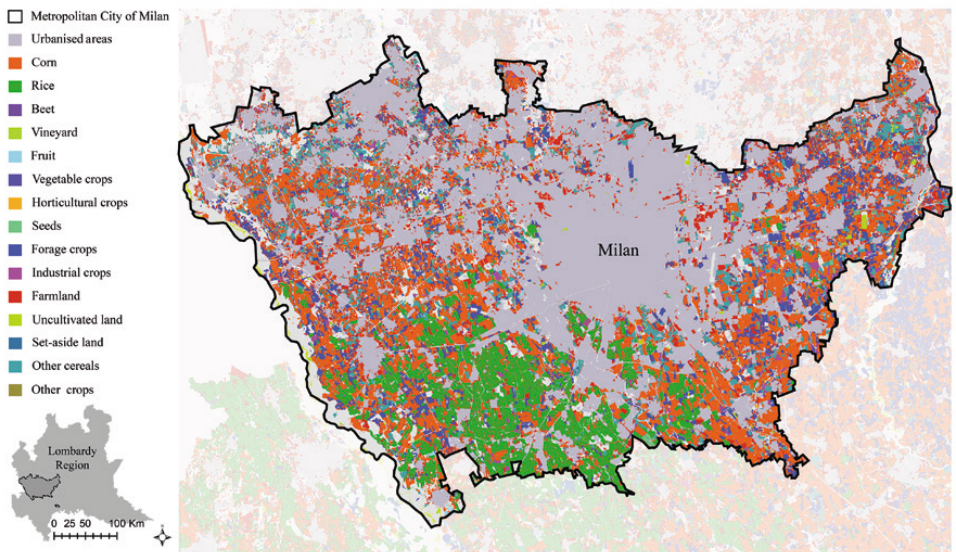 Metropolitan City of Milan
Urbanised areas
Corn
Rice
Beet
Vineyard
Fruit
Vegetable crops
Horticultural crops
Seeds
Forage crops
Industrial crops
Farmland
Uncultivated land
Set-aside land
Other cereals
Other crops
Milan
Lombardy
Region
0 25 50 100 Km